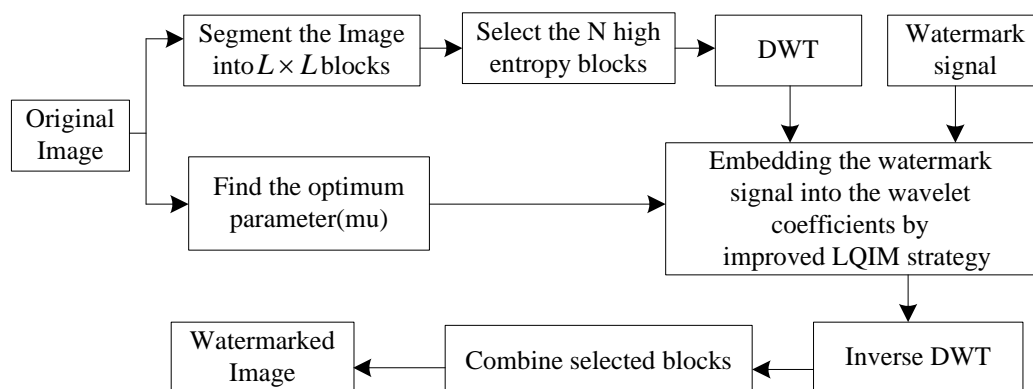 Original
Image
Segment the Image
into L × L blocks
Select the N high
entropy blocks
DWT
Watermark
signal
Find the optimum
parameter(mu)
Embedding the watermark
signal into the wavelet
coefficients by
improved LQIM strategy
Inverse DWT
Combine selected blocks
Watermarked
Image